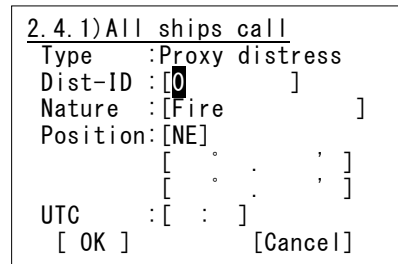 2.4.1)All ships call
Type :Proxy distress
Dist-ID :[0 ]
Nature :[Fire ]
Position:[NE]
[ ° . ' ]
[ ° . ' ]
UTC :[ : ]
[ OK ] [Cancel]